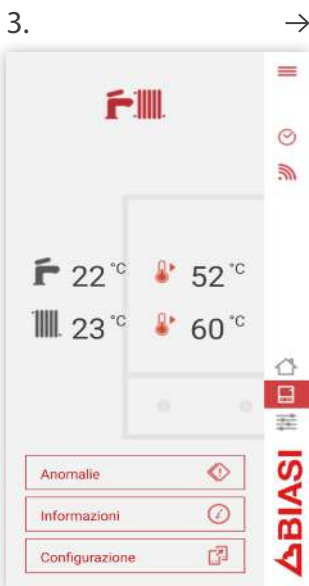 3.
22 °C 52 °C
23 °C 60 °C
Anomalie
Informazioni
Configurazione
BIASI